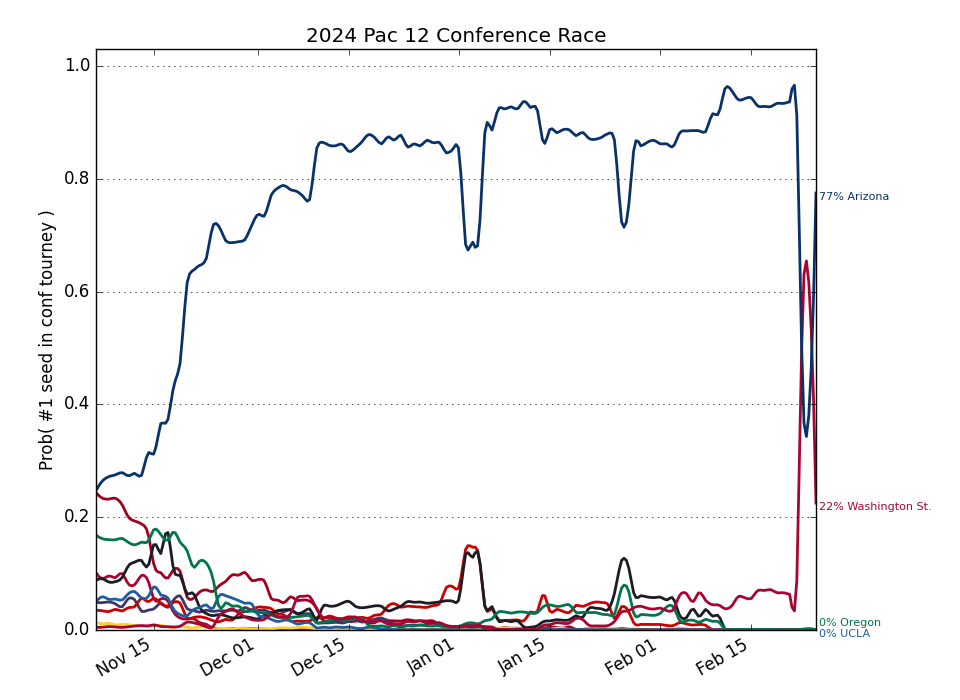 2024 Pac 12 Conference Race
Prob( #1 seed in conf tourney )
1.0
0.8
0.6
0.4
0.2
0.0
Nov 15
Dec 01
Dec 15
Jan 01
Jan 15
Feb 01
Feb 15
77% Arizona
22% Washington St.
0% Oregon
0% UCLA